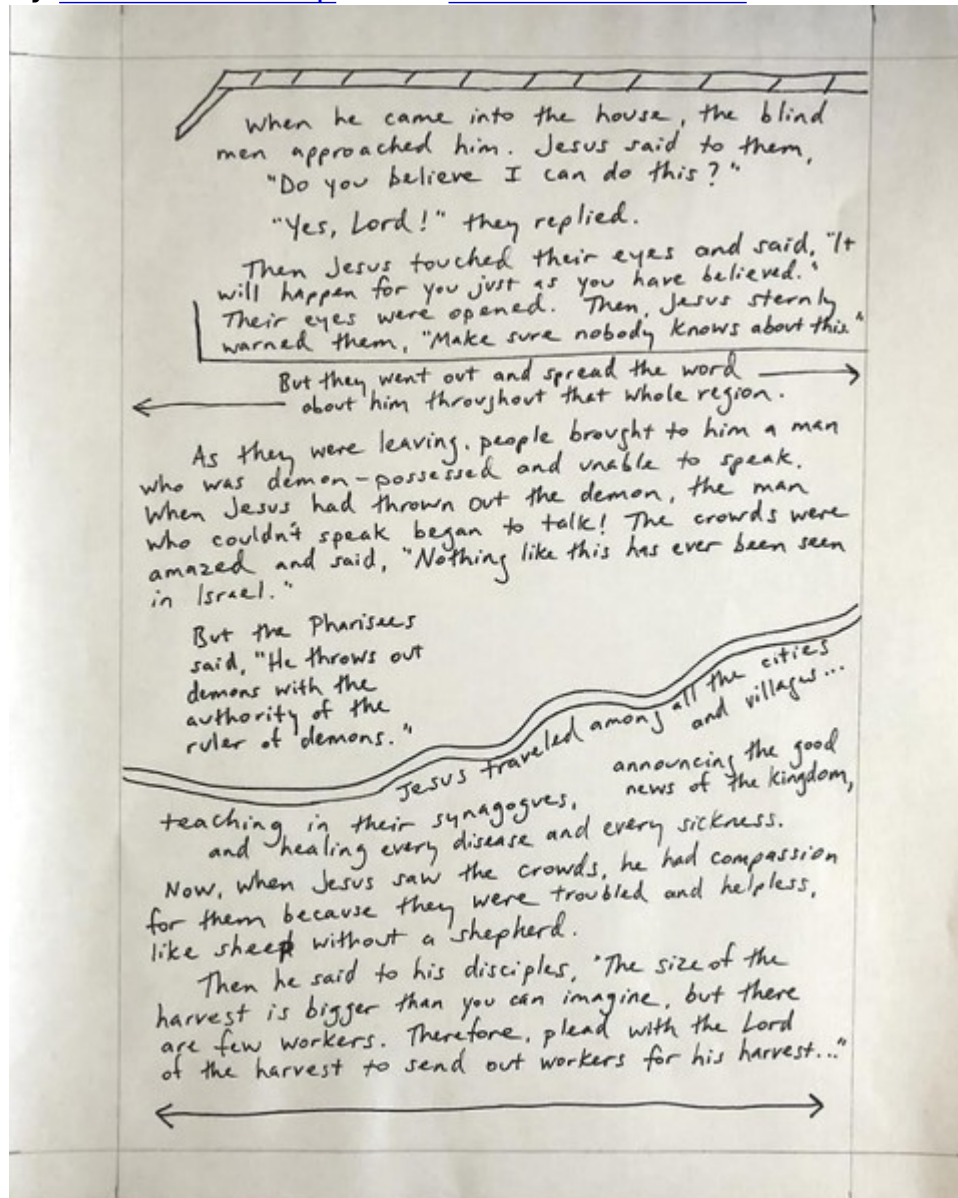 When he came into the house, the blind
men approached him. Jesus said to them,
"Do you believe I can do this?"
"Yes, Lord!" they replied.
Then Jesus touched their eyes and said, "It
will happen for you just as you have believed."
Their eyes were opened. Then, Jesus sternly
warned them, "Make sure nobody knows about this."
But they went out and spread the word
about him throughout that whole region.
As they were leaving, people brought to him a man
who was demon-possessed and unable to speak.
When Jesus had thrown out the demon, the man
who couldn't speak began to talk! The crowds were
amazed and said, "Nothing like this has ever been seen
in Israel."
But the Pharisees
said, "He throws out
demons with the
authority of the
ruler of demons."
Jesus traveled among all the cities
and villages...
teaching in their synagogues,
announcing the good
news of the kingdom,
and healing every disease and every sickness.
Now, when Jesus saw the crowds, he had compassion
for them because they were troubled and helpless,
like sheep without a shepherd.
Then he said to his disciples, "The size of the
harvest is bigger than you can imagine, but there
are few workers. Therefore, plead with the Lord
of the harvest to send out workers for his harvest..."